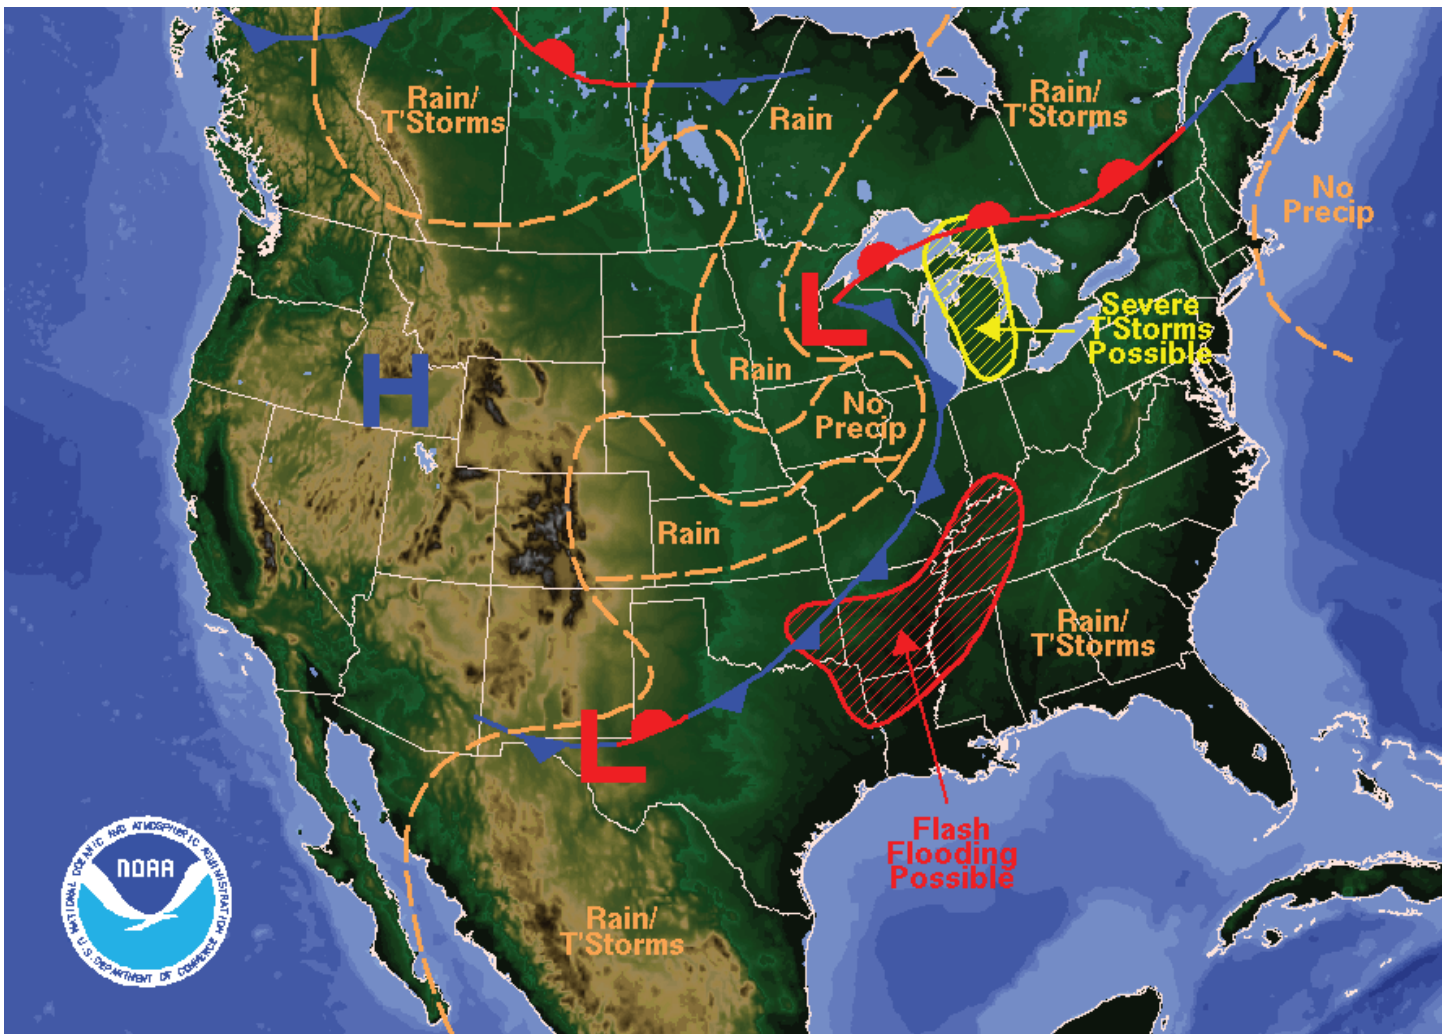 Rain/
T'Storms
Rain
Rain/
T'Storms
No
Precip
Severe
T'Storms
Possible
L
H
Rain
No
Precip
Rain
Rain/
T'Storms
L
Flash
Flooding
Possible
Rain/
T'Storms
NATIONAL OCEANIC AND ATMOSPHERIC ADMINISTRATION
NOAA
U.S. DEPARTMENT OF COMMERCE